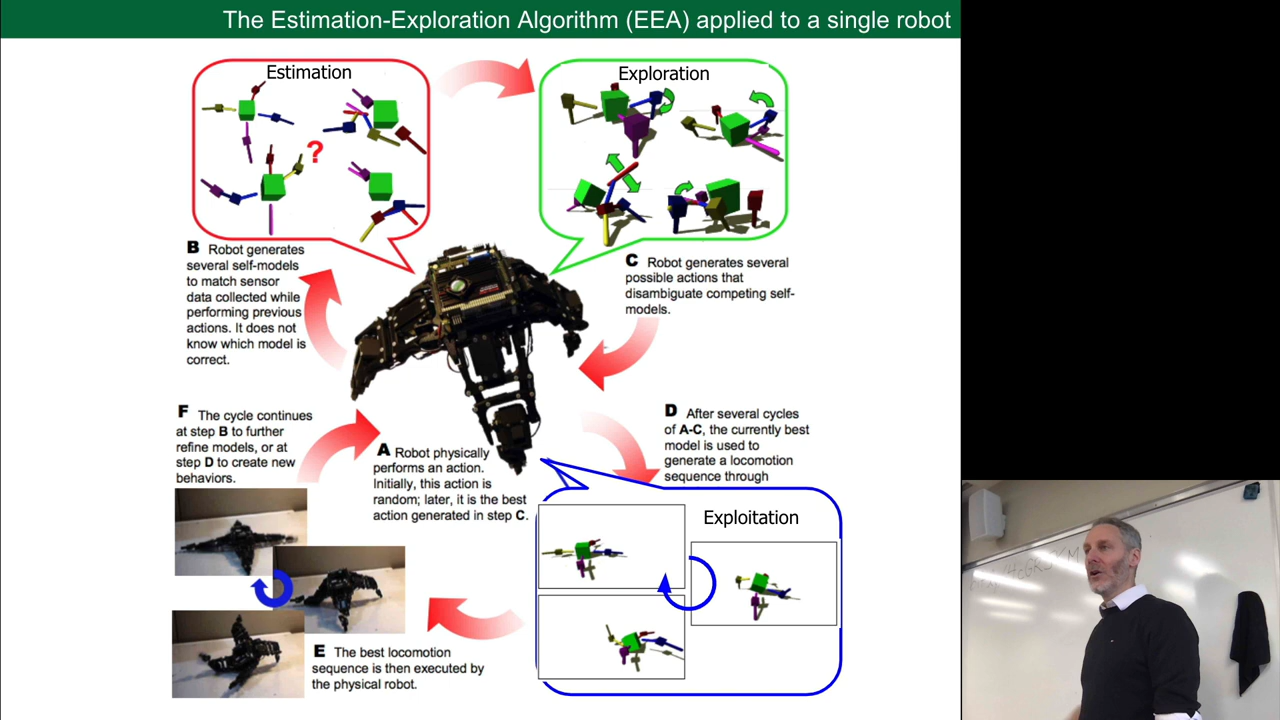 The Estimation-Exploration Algorithm (EEA) applied to a single robot
Estimation
?
Exploration
B Robot generates
several self-models
to match sensor
data collected while
performing previous
actions. It does not
know which model is
correct.
C Robot generates several
possible actions that
disambiguate competing self-
models.
F The cycle continues
at step B to further
refine models, or at
step D to create new
behaviors.
A Robot physically
performs an action.
Initially, this action is
random; later, it is the best
action generated in step C.
D After several cycles
of A-C, the currently best
model is used to
generate a locomotion
sequence through
Exploitation
E The best locomotion
sequence is then executed by
the physical robot.